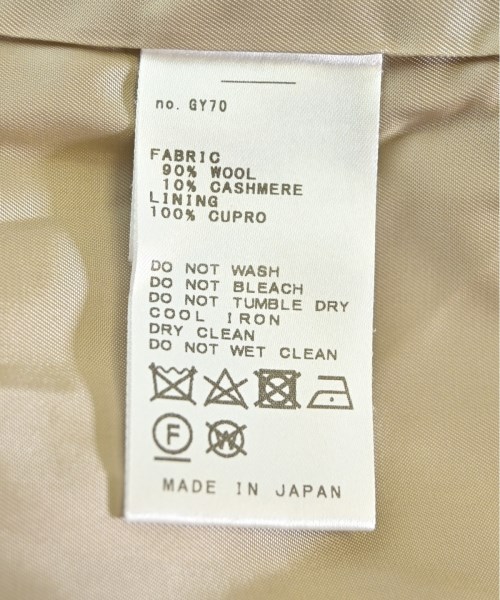 no. GY70
FABRIC
90% WOOL
10% CASHMERE
LINING
100% CUPRO
DO NOT WASH
DO NOT BLEACH
DO NOT TUMBLE DRY
COOL IRON
DRY CLEAN
DO NOT WET CLEAN
F W
MADE IN JAPAN